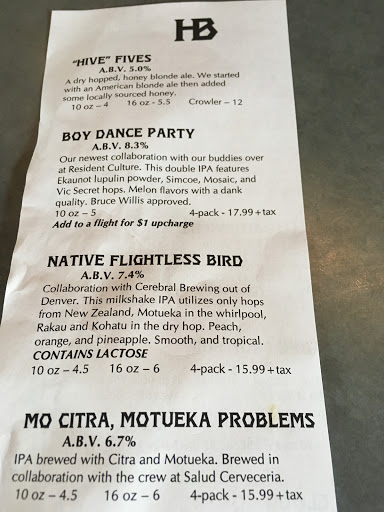 HB
"HIVE" FIVES
A.B.V. 5.0%
A dry hopped, honey blonde ale. We started
with an American blonde ale then added
some locally sourced honey.
10 oz – 4 16 oz - 5.5 Crowler – 12
BOY DANCE PARTY
A.B.V. 8.3%
Our newest collaboration with our buddies over
at Resident Culture. This double IPA features
Ekaunot lupulin powder, Simcoe, Mosaic, and
Vic Secret hops. Melon flavors with a dank
quality. Bruce Willis approved.
10 oz – 5 4-pack - 17.99 + tax
Add to a flight for $1 upcharge
NATIVE FLIGHTLESS BIRD
A.B.V. 7.4%
Collaboration with Cerebral Brewing out of
Denver. This milkshake IPA utilizes only hops
from New Zealand, Motueka in the whirlpool,
Rakau and Kohatu in the dry hop. Peach,
orange, and pineapple. Smooth, and tropical.
CONTAINS LACTOSE
10 oz – 4.5 16 oz – 6 4-pack - 15.99 + tax
MO CITRA, MOTUEKA PROBLEMS
A.B.V. 6.7%
IPA brewed with Citra and Motueka. Brewed in
collaboration with the crew at Salud Cerveceria.
10 oz – 4.5 16 oz – 6 4-pack - 15.99 + tax